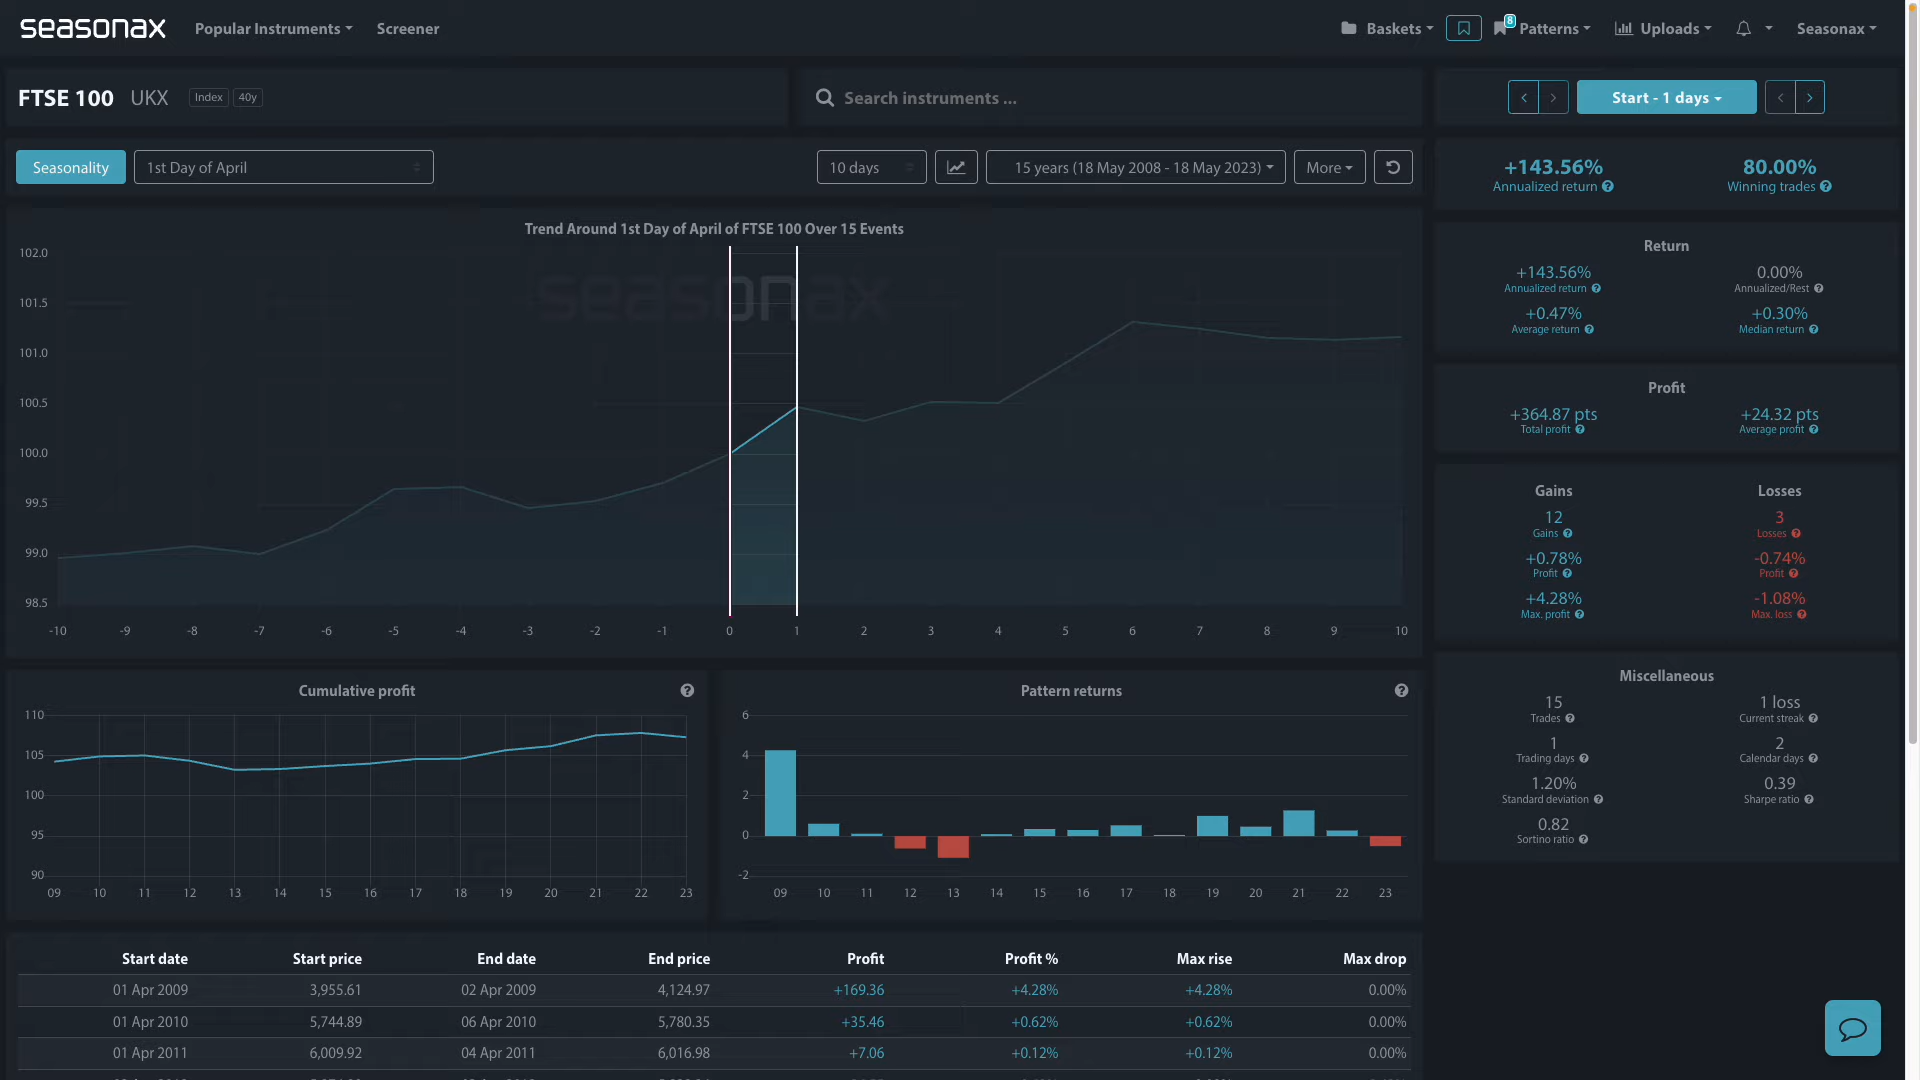 seasonax Popular Instruments Screener Baskets 8 Patterns Uploads Seasonax
FTSE 100 UKX Index 40y Search instruments ... Start - 1 days
Seasonality 1st Day of April 10 days 15 years (18 May 2008 - 18 May 2023) More
+143.56% 80.00%
Annualized return Winning trades
Trend Around 1st Day of April of FTSE 100 Over 15 Events
seasonax
102.0
101.5
101.0
100.5
100.0
99.5
99.0
98.5
-10 -9 -8 -7 -6 -5 -4 -3 -2 -1 0 1 2 3 4 5 6 7 8 9 10
Return
+143.56% 0.00%
Annualized return Annualized/Rest
+0.47% +0.30%
Average return Median return
Profit
+364.87 pts +24.32 pts
Total profit Average profit
Gains Losses
12 3
Gains Losses
+0.78% -0.74%
Profit Profit
+4.28% -1.08%
Max. profit Max. loss
Miscellaneous
15 1 loss
Trades Current streak
1 2
Trading days Calendar days
1.20% 0.39
Standard deviation Sharpe ratio
0.82
Sortino ratio
Cumulative profit
110
105
100
95
90
09 10 11 12 13 14 15 16 17 18 19 20 21 22 23
Pattern returns
6
4
2
0
-2
09 10 11 12 13 14 15 16 17 18 19 20 21 22 23
Start date Start price End date End price Profit Profit % Max rise Max drop
01 Apr 2009 3,955.61 02 Apr 2009 4,124.97 +169.36 +4.28% +4.28% 0.00%
01 Apr 2010 5,744.89 06 Apr 2010 5,780.35 +35.46 +0.62% +0.62% 0.00%
01 Apr 2011 6,009.92 04 Apr 2011 6,016.98 +7.06 +0.12% +0.12% 0.00%